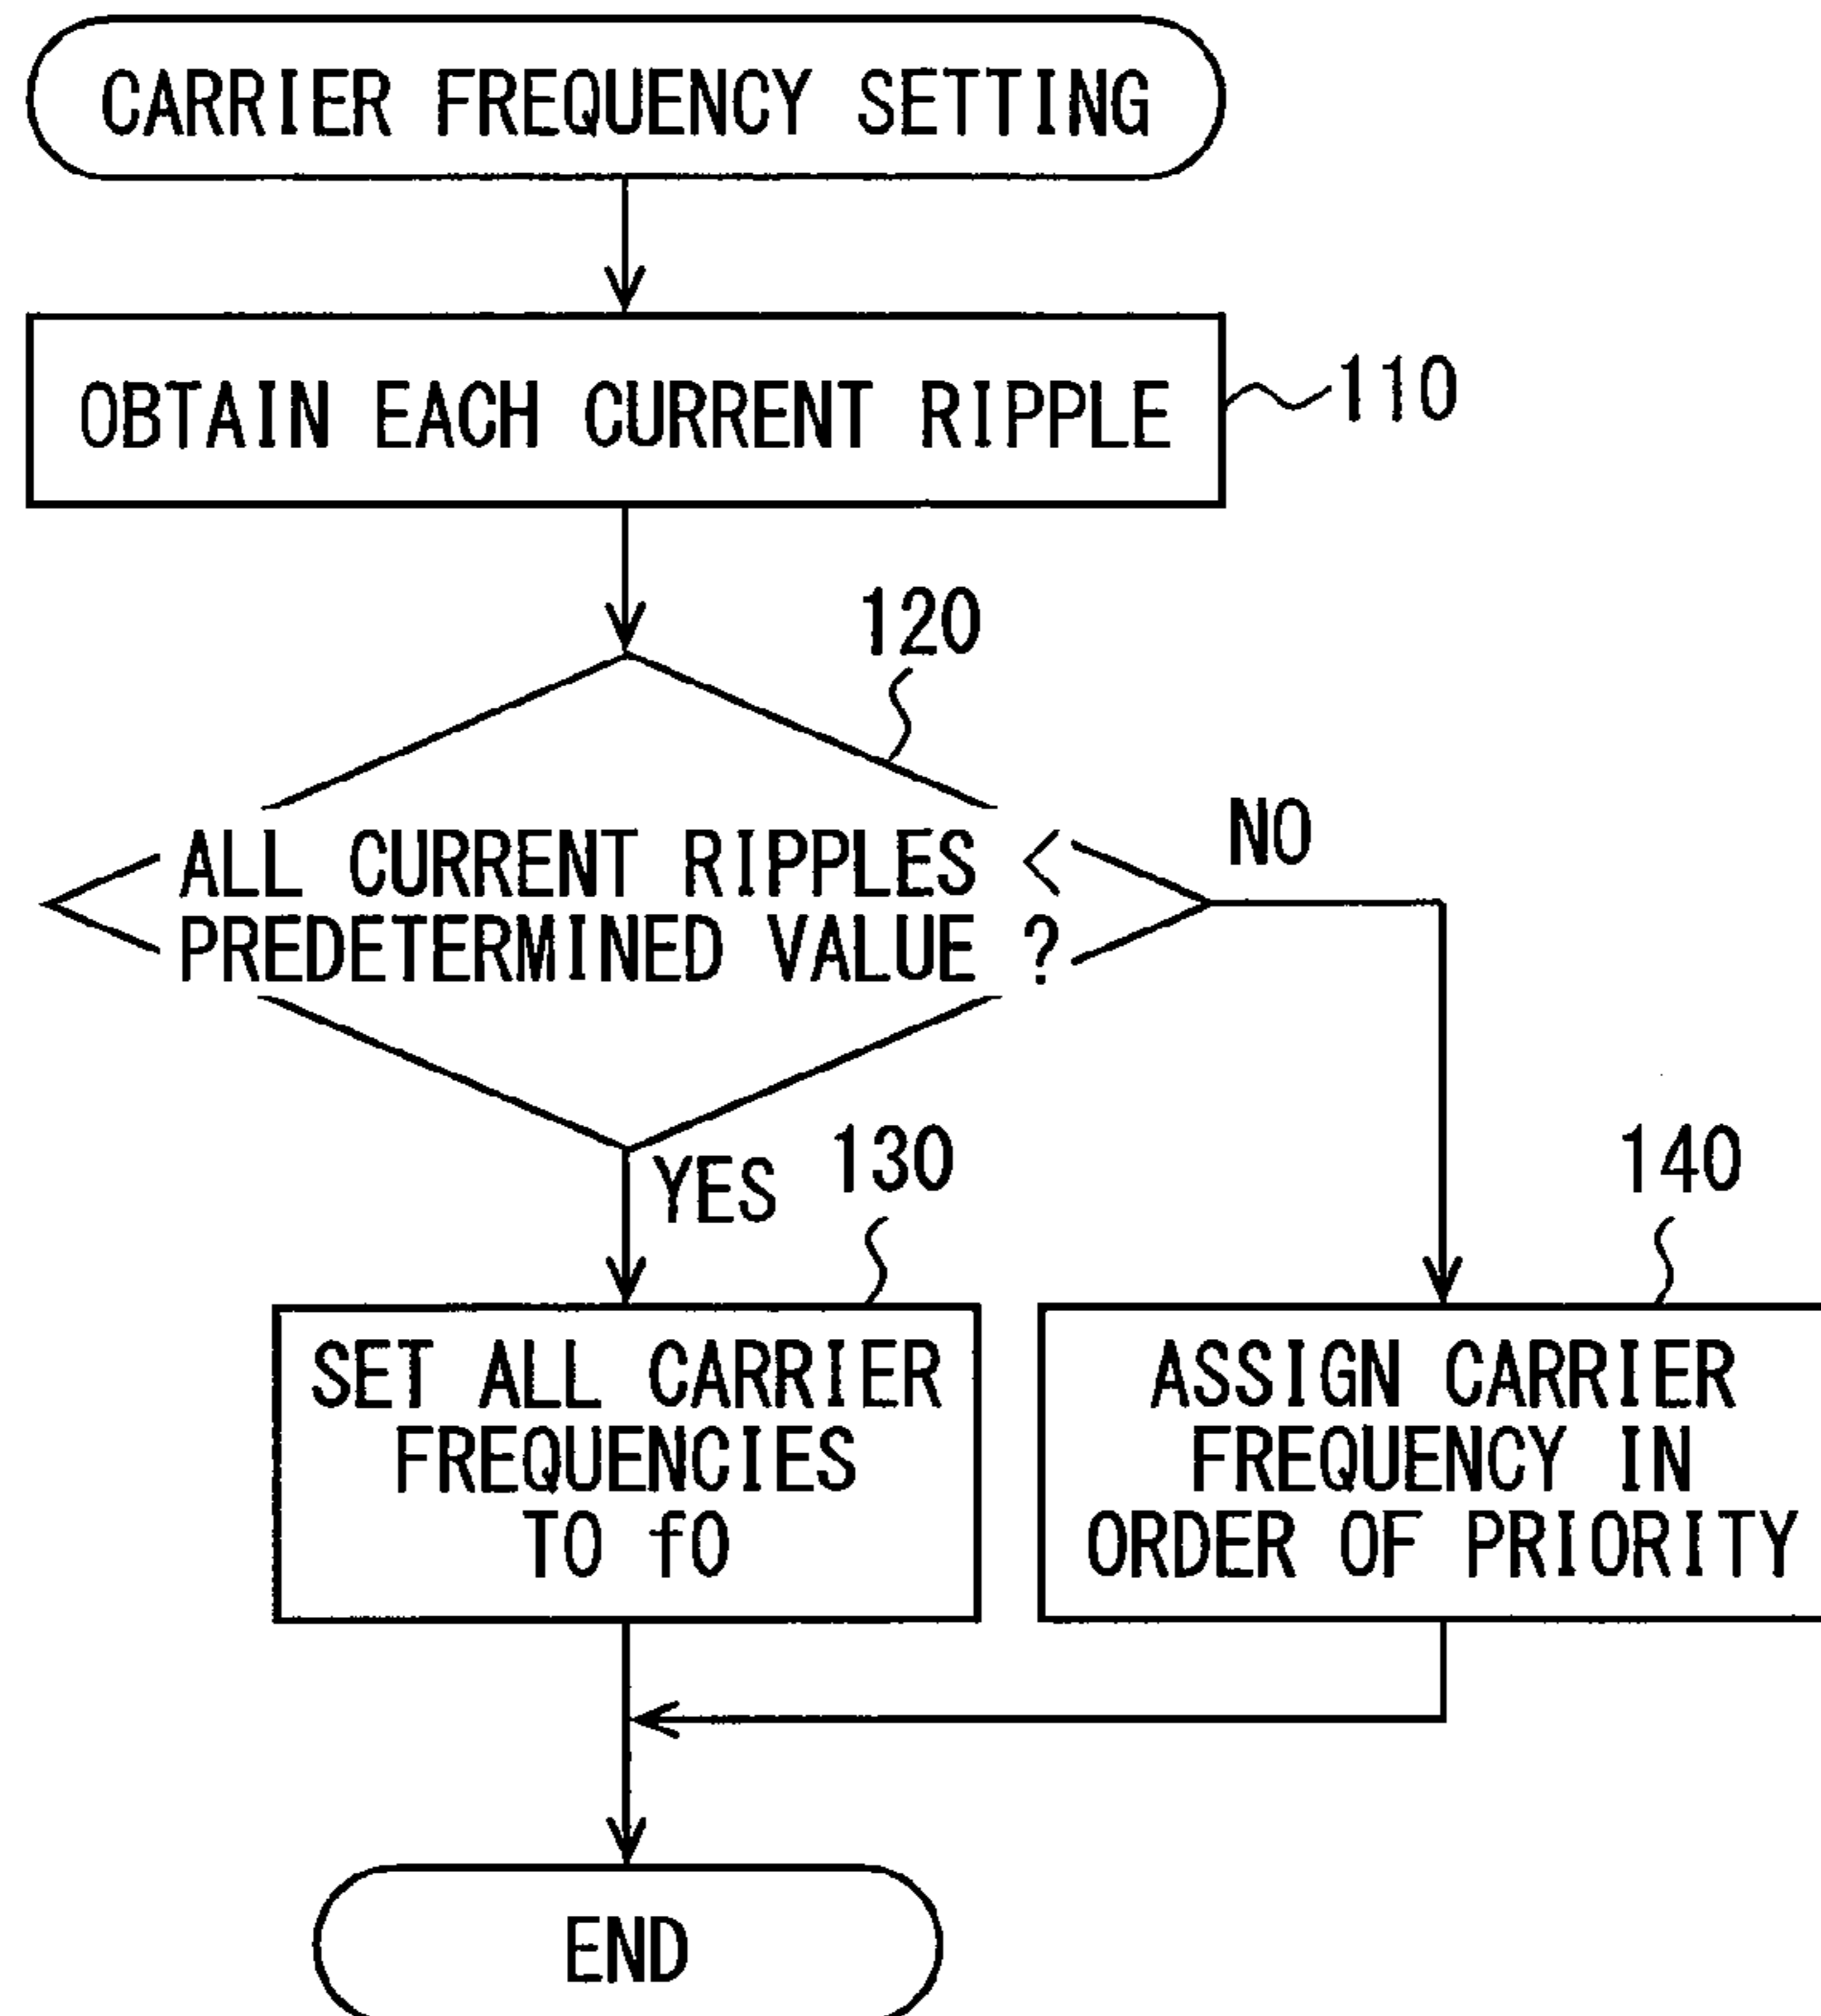 CARRIER FREQUENCY SETTING
OBTAIN EACH CURRENT RIPPLE
110
120
ALL CURRENT RIPPLES <
PREDETERMINED VALUE ?
NO
YES
130
140
SET ALL CARRIER
FREQUENCIES
TO f0
ASSIGN CARRIER
FREQUENCY IN
ORDER OF PRIORITY
END